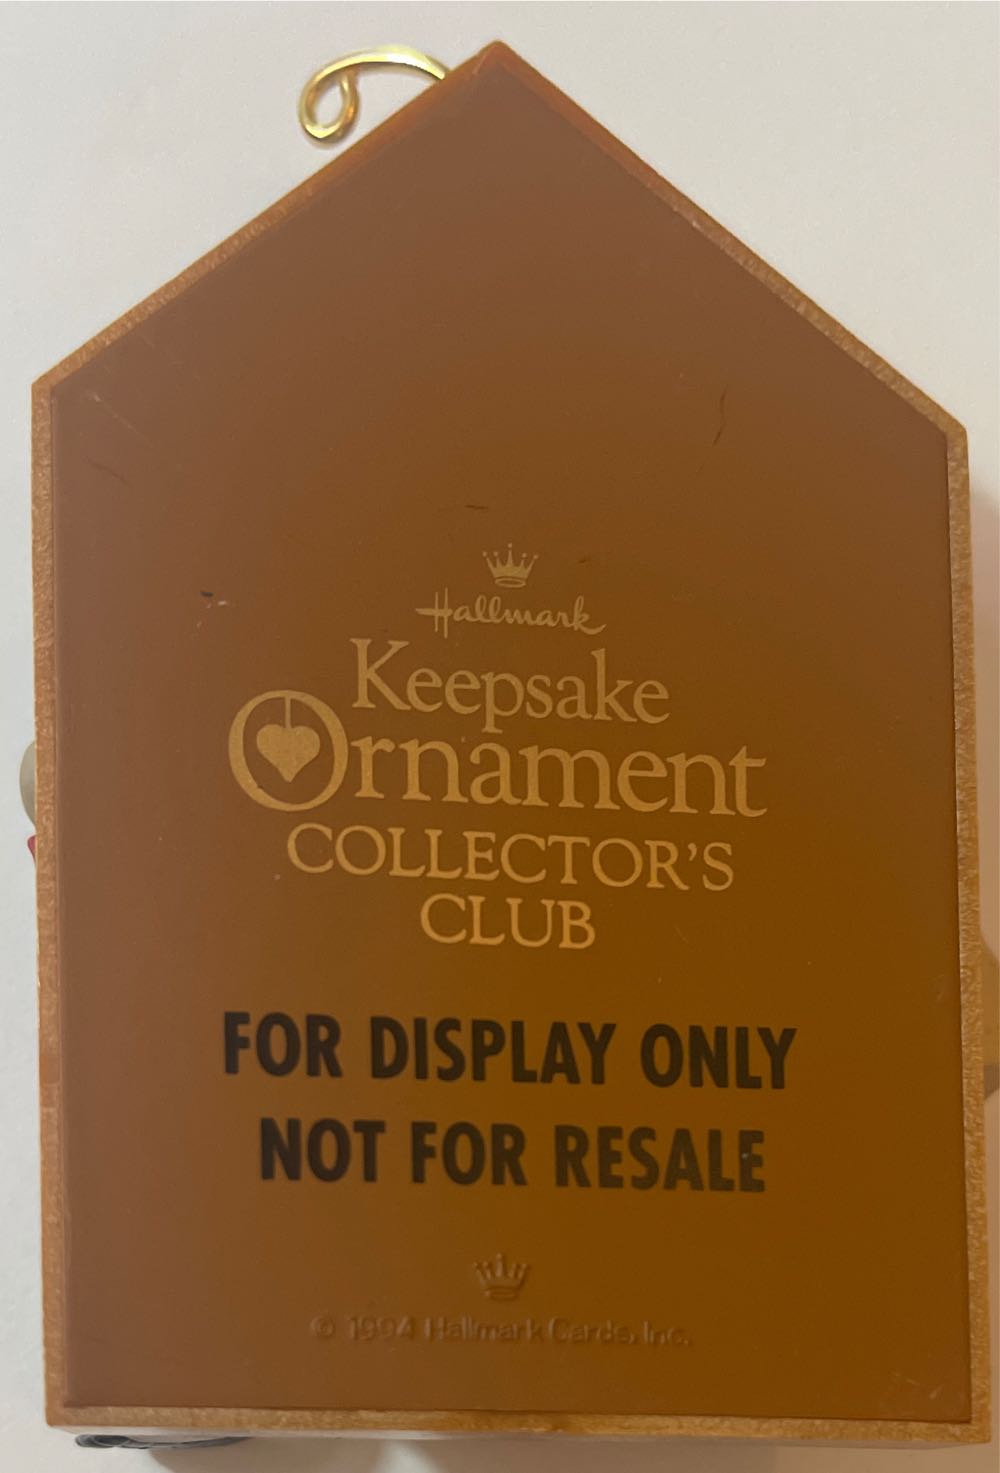 Hallmark
Keepsake
Ornament
COLLECTOR'S
CLUB
FOR DISPLAY ONLY
NOT FOR RESALE
© 1994 Hallmark Cards, Inc.